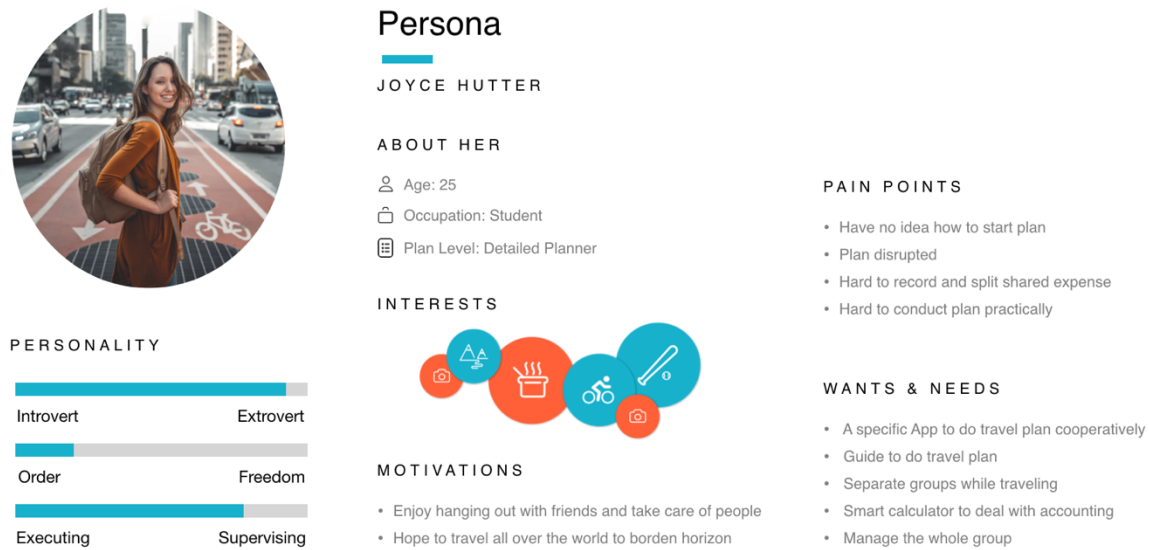 Persona
JOYCE HUTTER
ABOUT HER
Age: 25
Occupation: Student
Plan Level: Detailed Planner
INTERESTS
MOTIVATIONS
• Enjoy hanging out with friends and take care of people
• Hope to travel all over the world to borden horizon
PERSONALITY
Introvert Extrovert
Order Freedom
Executing Supervising
PAIN POINTS
• Have no idea how to start plan
• Plan disrupted
• Hard to record and split shared expense
• Hard to conduct plan practically
WANTS & NEEDS
• A specific App to do travel plan cooperatively
• Guide to do travel plan
• Separate groups while traveling
• Smart calculator to deal with accounting
• Manage the whole group